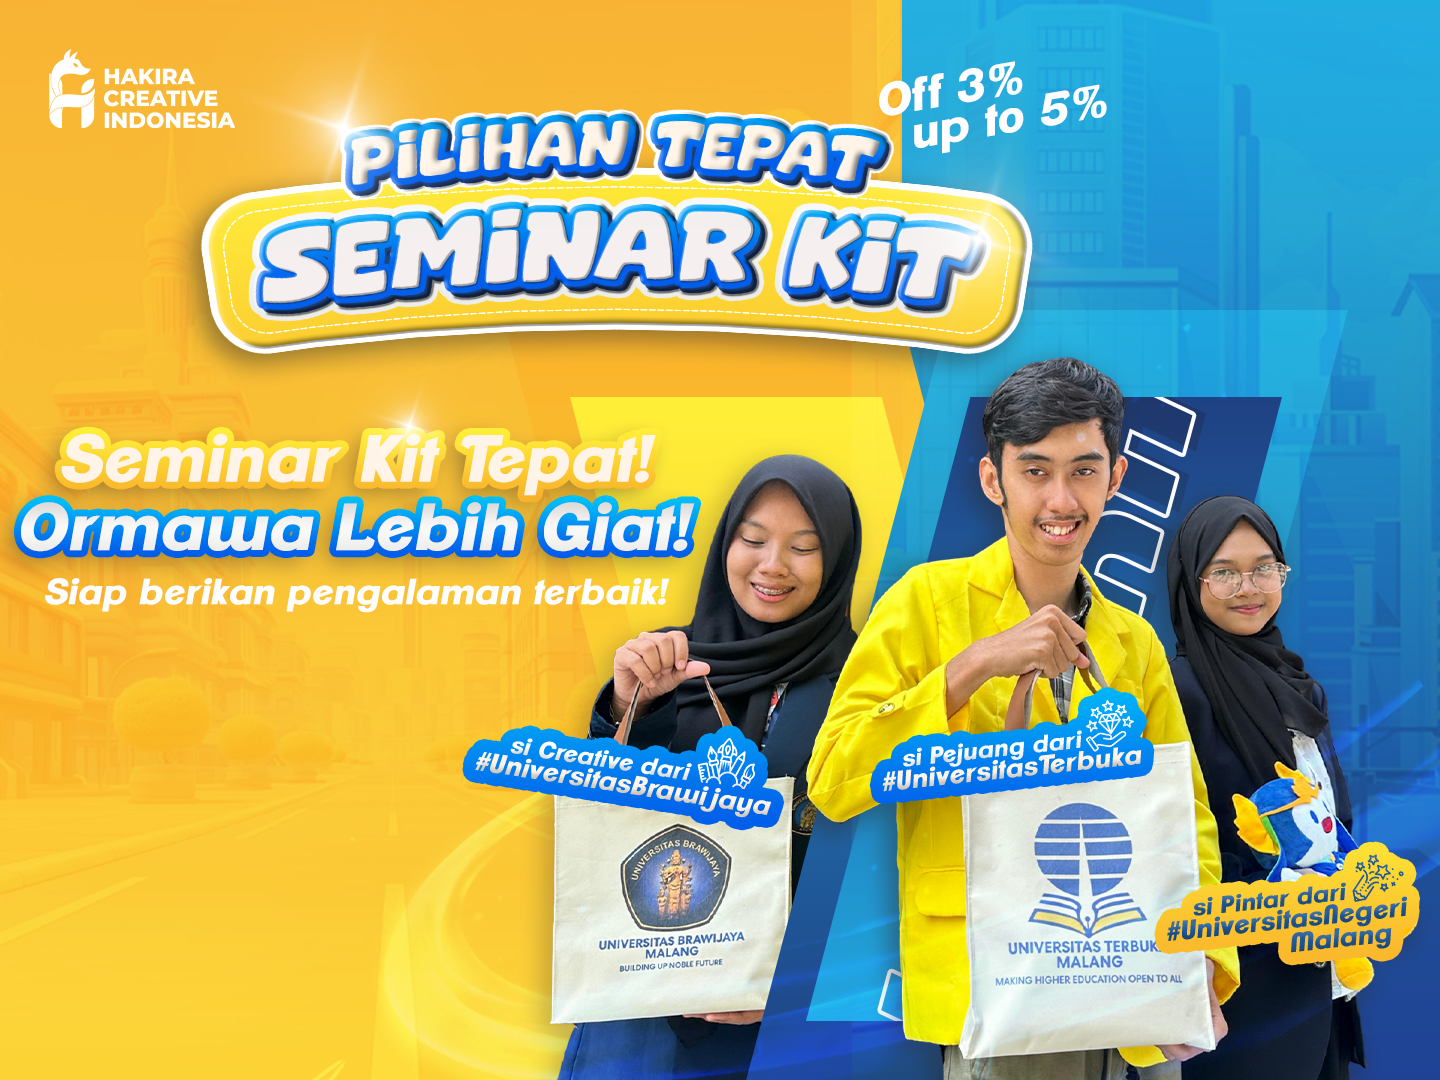 HAKIRA
CREATIVE
INDONESIA
Off 3%
up to 5%
PiLiHAN TEPAT
SEMiNAR KiT
Seminar Kit Tepat!
Ormawa Lebih Giat!
Siap berikan pengalaman terbaik!
si Creative dari
#UniversitasBrawijaya
si Pejuang dari
#UniversitasTerbuka
si Pintar dari
#UniversitasNegeri
Malang
UNIVERSITAS BRAWIJAYA
UNIVERSITAS BRAWIJAYA
MALANG
BUILDING UP NOBLE FUTURE
UNIVERSITAS TERBUK
MALANG
MAKING HIGHER EDUCATION OPEN TO ALL